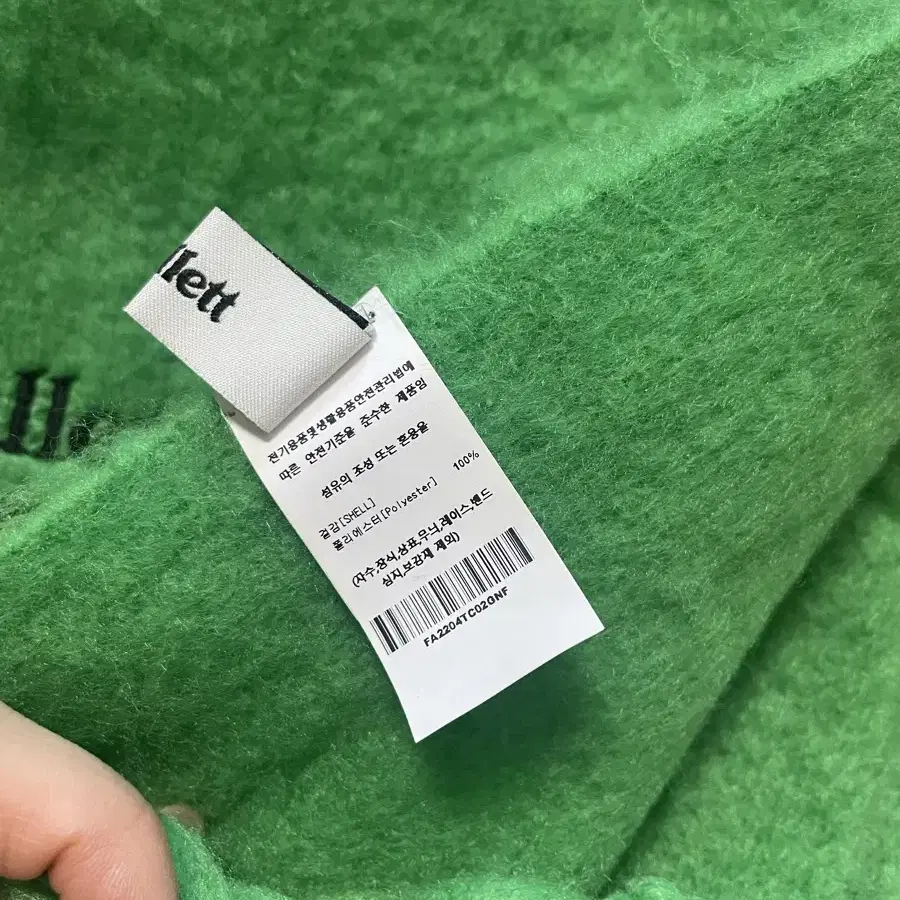 llett
ll
전기용품및생활용품안전관리법에
따른 안전기준을 준수한 제품임
섬유의 조성 또는 혼용율
겉감[SHELL]
폴리에스터[Polyester] 100%
(자수,장식,상표,무늬,레이스,밴드
심지,보강재 제외)
FA2204TC02GNF